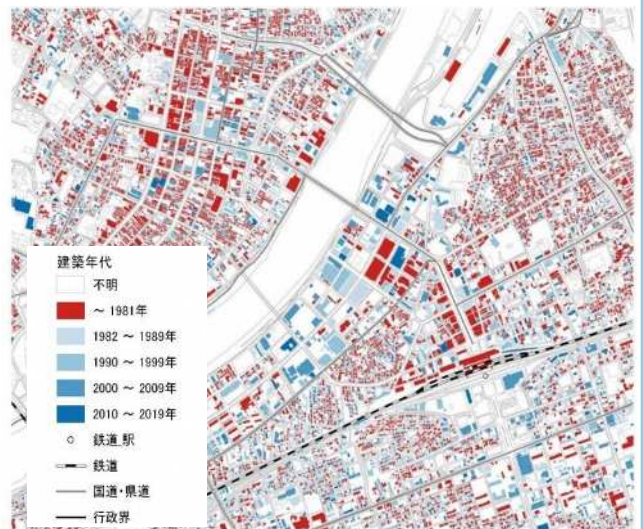 建築年代
不明
～ 1981年
1982 ～ 1989年
1990 ～ 1999年
2000 ～ 2009年
2010 ～ 2019年
鉄道_駅
鉄道
国道・県道
行政界